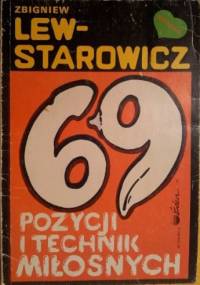 ZBIGNIEW
LEW-
STAROWICZ
69
POZYCJI
I TECHNIK
MIŁOSNYCH